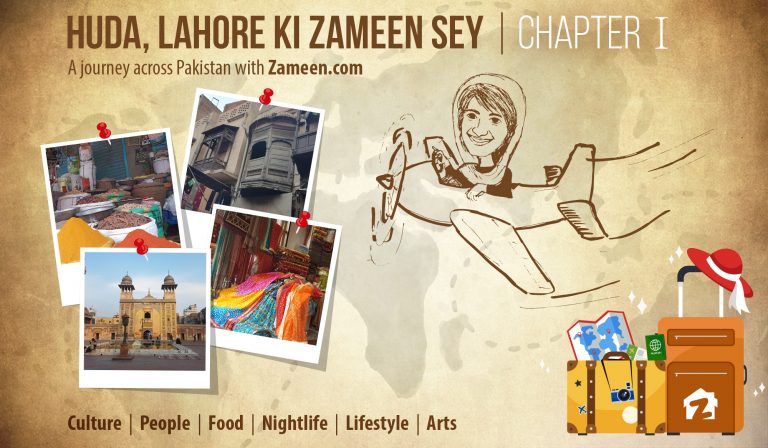 HUDA, LAHORE KI ZAMEEN SEY | CHAPTER I
A journey across Pakistan with Zameen.com
Culture | People | Food | Nightlife | Lifestyle | Arts